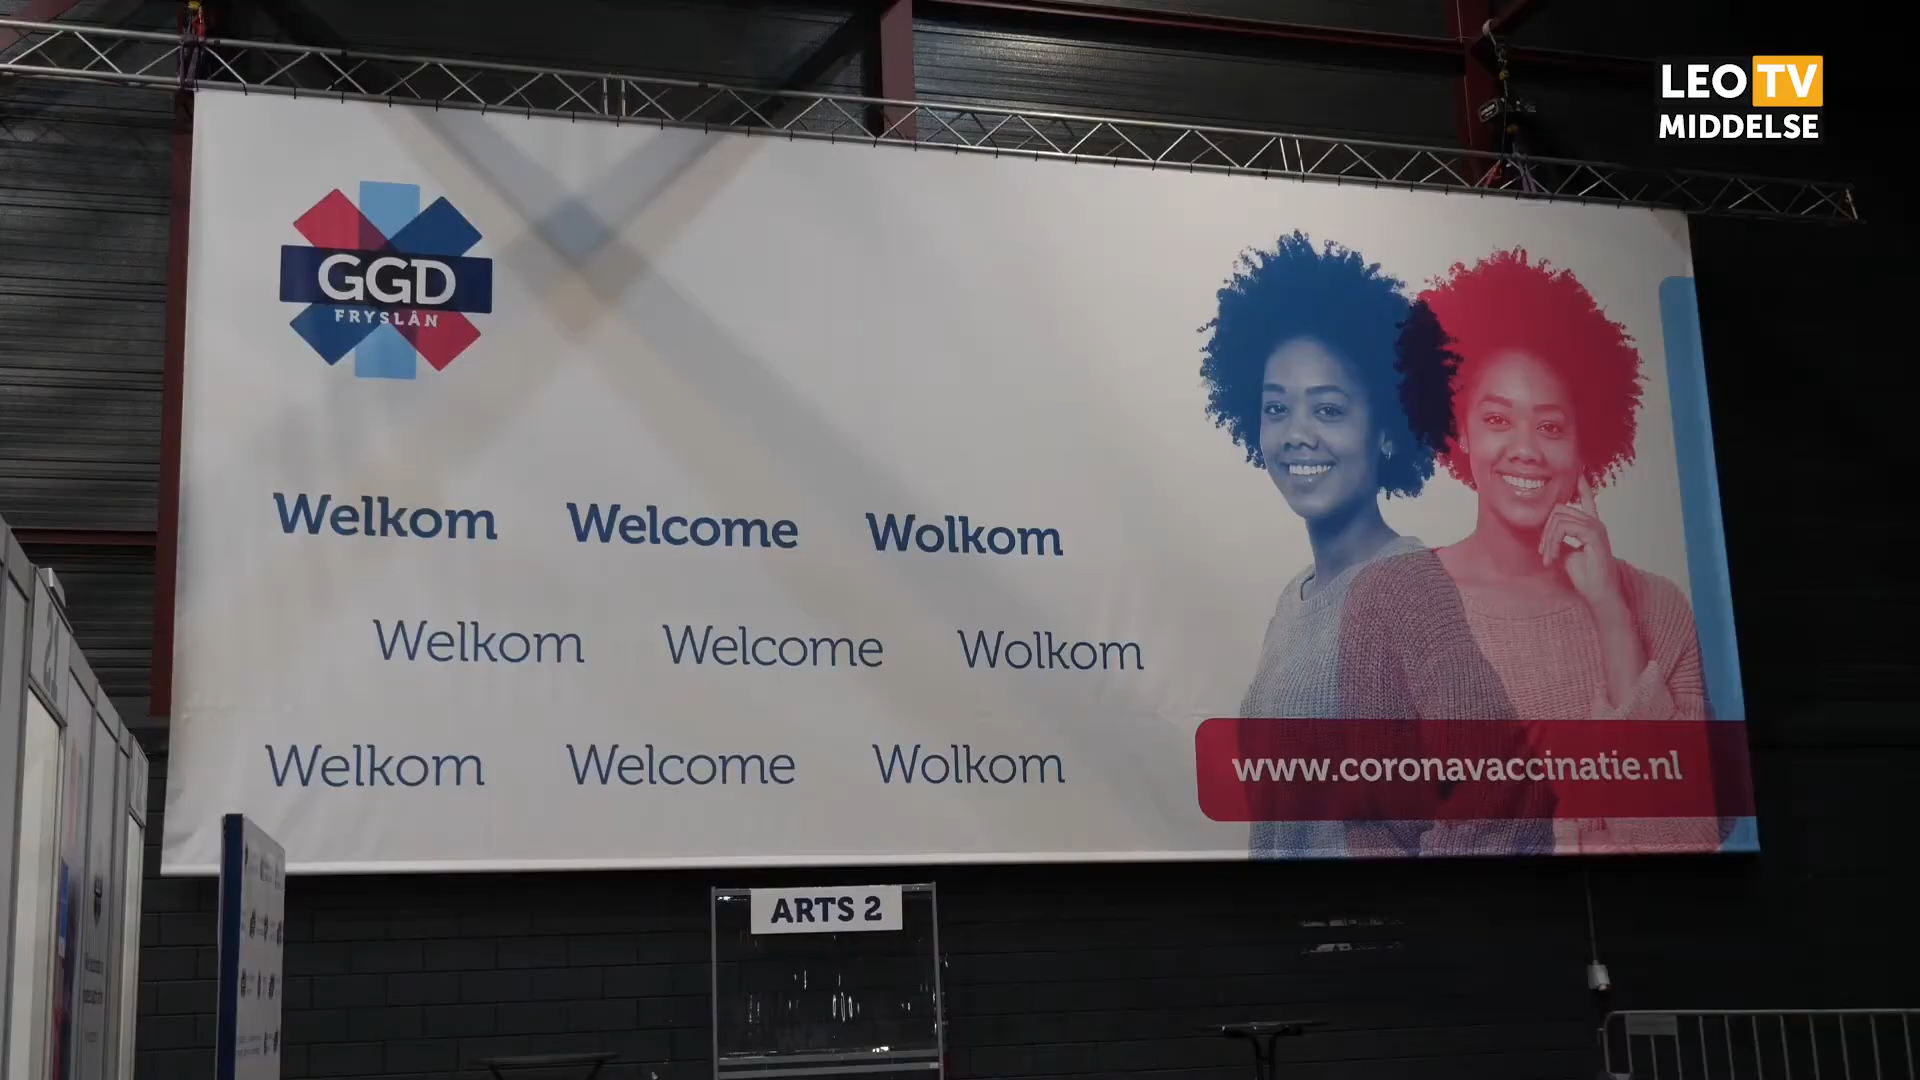 LEO TV
MIDDELSE
GGD
FRYSLÂN
Welkom Welcome Wolkom
Welkom Welcome Wolkom
Welkom Welcome Wolkom
www.coronavaccinatie.nl
ARTS 2